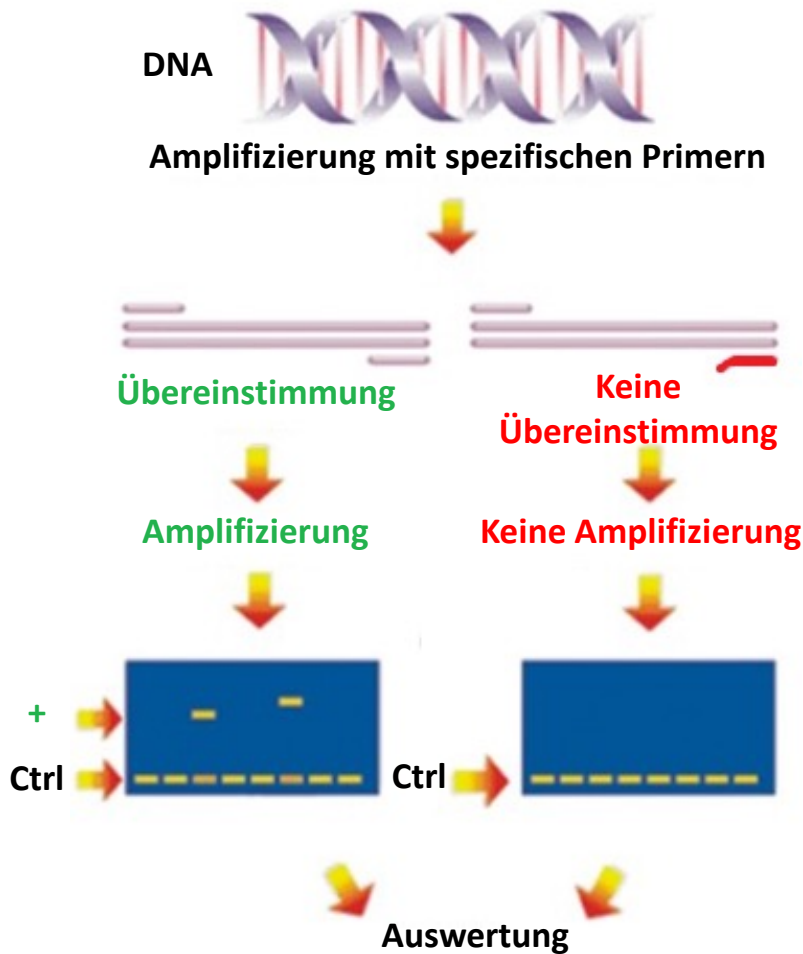 DNA
Amplifizierung mit spezifischen Primern
Übereinstimmung
Keine
Übereinstimmung
Amplifizierung
Keine Amplifizierung
+
Ctrl
Ctrl
Auswertung